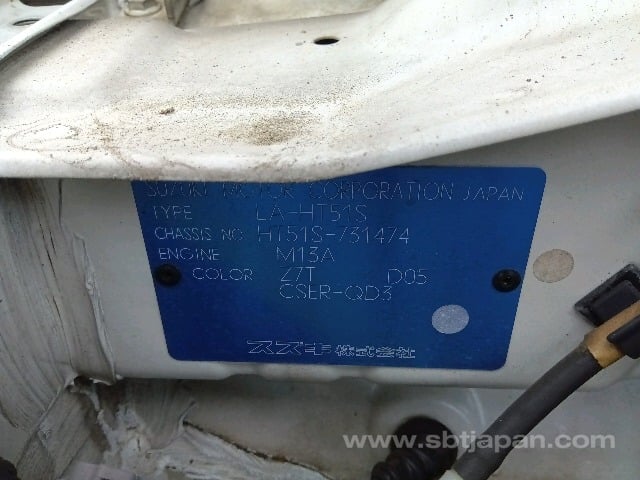 SUZUKI MOTOR CORPORATION JAPAN
TYPE LA-HT51S
CHASSIS NO. HT51S-731474
ENGINE M13A
COLOR Z7T D05
CSER-QD3
スズキ株式会社
www.sbtjapan.com